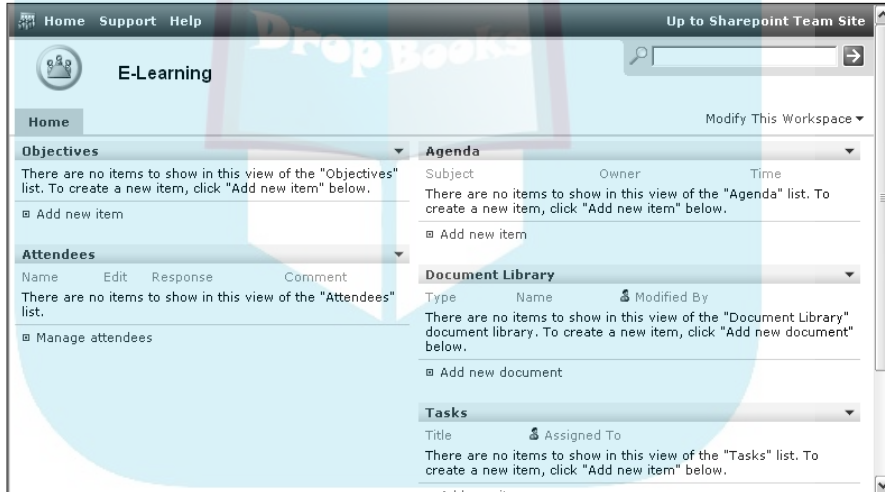 Home Support Help
Up to Sharepoint Team Site
DropBooks
E-Learning
Home
Modify This Workspace
Objectives
There are no items to show in this view of the "Objectives"
list. To create a new item, click "Add new item" below.
Add new item
Attendees
Name Edit Response Comment
There are no items to show in this view of the "Attendees"
list.
Manage attendees
Agenda
Subject Owner Time
There are no items to show in this view of the "Agenda" list. To
create a new item, click "Add new item" below.
Add new item
Document Library
Type Name Modified By
There are no items to show in this view of the "Document Library"
document library. To create a new item, click "Add new document"
below.
Add new document
Tasks
Title Assigned To
There are no items to show in this view of the "Tasks" list. To
create a new item, click "Add new item" below.